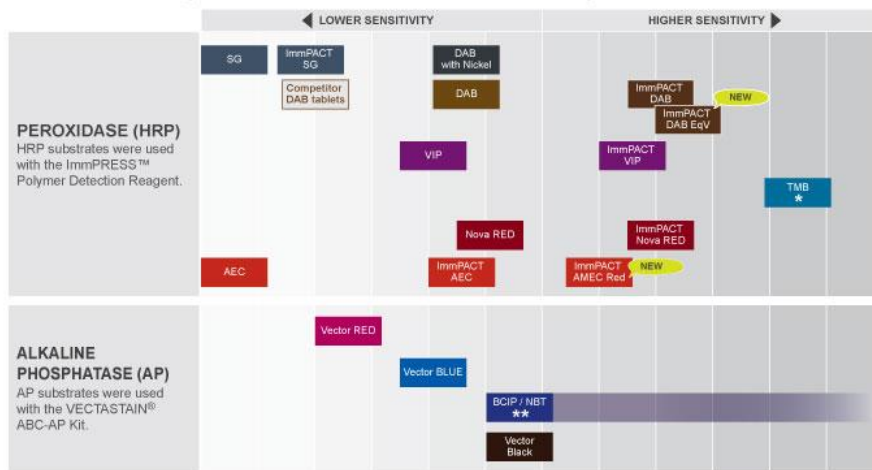 LOWER SENSITIVITY
HIGHER SENSITIVITY
PEROXIDASE (HRP)
HRP substrates were used
with the ImmPRESS™
Polymer Detection Reagent.
SG
ImmPACT
SG
DAB
with Nickel
Competitor
DAB tablets
DAB
ImmPACT
DAB
NEW
ImmPACT
DAB EqV
VIP
ImmPACT
VIP
TMB
*
Nova RED
ImmPACT
Nova RED
AEC
ImmPACT
AEC
ImmPACT
AMEC Red
NEW
ALKALINE
PHOSPHATASE (AP)
AP substrates were used
with the VECTASTAIN®
ABC-AP Kit.
Vector RED
Vector BLUE
BCIP / NBT
**
Vector
Black